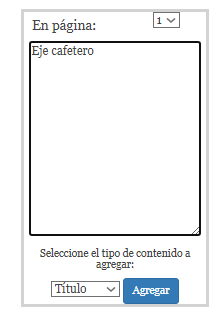 En página: 1
Eje cafetero
Seleccione el tipo de contenido a
agregar:
Título Agregar